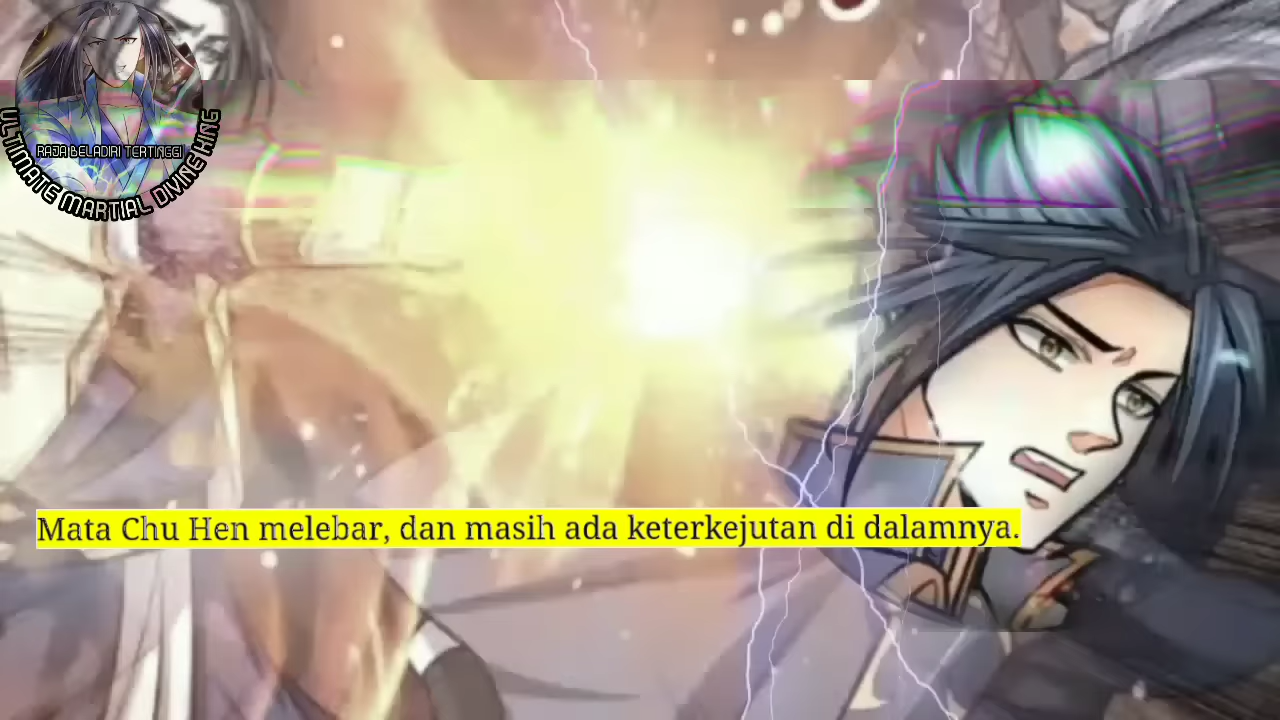 RAJA BELADIRI TERTINGGI
ULTIMATE MARTIAL DIVINE KING
Mata Chu Hen melebar, dan masih ada keterkejutan di dalamnya.